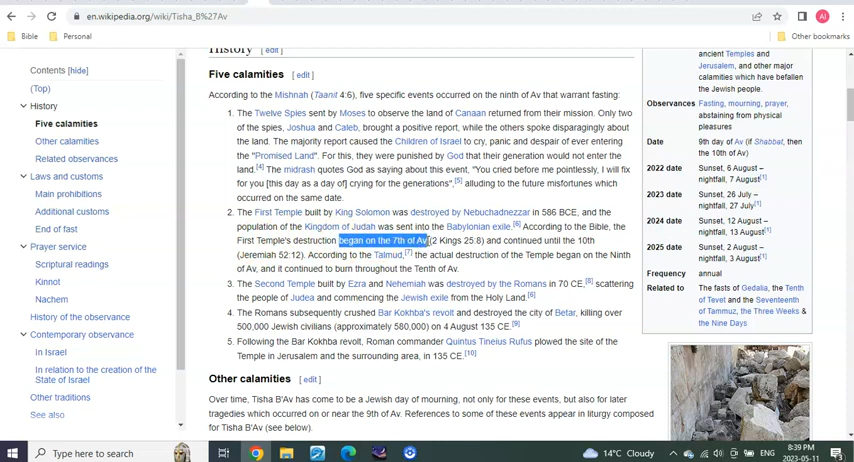 en.wikipedia.org/wiki/Tisha_B%27Av
AI
Bible
Personal
Other bookmarks
Contents [hide]
(Top)
History
Five calamities
Other calamities
Related observances
Laws and customs
Main prohibitions
Additional customs
End of fast
Prayer service
Scriptural readings
Kinnot
Nachem
History of the observance
Contemporary observance
In Israel
In relation to the creation of the
State of Israel
Other traditions
See also
History [edit]
Five calamities [edit]
According to the Mishnah (Taanit 4:6), five specific events occurred on the ninth of Av that warrant fasting:
1. The Twelve Spies sent by Moses to observe the land of Canaan returned from their mission. Only two
of the spies, Joshua and Caleb, brought a positive report, while the others spoke disparagingly about
the land. The majority report caused the Children of Israel to cry, panic and despair of ever entering
the "Promised Land". For this, they were punished by God that their generation would not enter the
land.[4] The midrash quotes God as saying about this event, "You cried before me pointlessly, I will fix
for you [this day as a day of] crying for the generations",[5] alluding to the future misfortunes which
occurred on the same date.
2. The First Temple built by King Solomon was destroyed by Nebuchadnezzar in 586 BCE, and the
population of the Kingdom of Judah was sent into the Babylonian exile.[6] According to the Bible, the
First Temple's destruction began on the 7th of Av (2 Kings 25:8) and continued until the 10th
(Jeremiah 52:12). According to the Talmud,[7] the actual destruction of the Temple began on the Ninth
of Av, and it continued to burn throughout the Tenth of Av.
3. The Second Temple built by Ezra and Nehemiah was destroyed by the Romans in 70 CE,[8] scattering
the people of Judea and commencing the Jewish exile from the Holy Land.[6]
4. The Romans subsequently crushed Bar Kokhba's revolt and destroyed the city of Betar, killing over
500,000 Jewish civilians (approximately 580,000) on 4 August 135 CE.[9]
5. Following the Bar Kokhba revolt, Roman commander Quintus Tineius Rufus plowed the site of the
Temple in Jerusalem and the surrounding area, in 135 CE.[10]
Other calamities [edit]
Over time, Tisha B'Av has come to be a Jewish day of mourning, not only for these events, but also for later
tragedies which occurred on or near the 9th of Av. References to some of these events appear in liturgy composed
for Tisha B'Av (see below).
ancient Temples and
Jerusalem, and other major
calamities which have befallen
the Jewish people.
Observances Fasting, mourning, prayer,
abstaining from physical
pleasures
Date 9th day of Av (if Shabbat, then
the 10th of Av)
2022 date Sunset, 6 August –
nightfall, 7 August[1]
2023 date Sunset, 26 July –
nightfall, 27 July[1]
2024 date Sunset, 12 August –
nightfall, 13 August[1]
2025 date Sunset, 2 August –
nightfall, 3 August[1]
Frequency annual
Related to The fasts of Gedalia, the Tenth
of Tevet and the Seventeenth
of Tammuz, the Three Weeks &
the Nine Days
Type here to search
14°C Cloudy
ENG
8:39 PM
2023-05-11